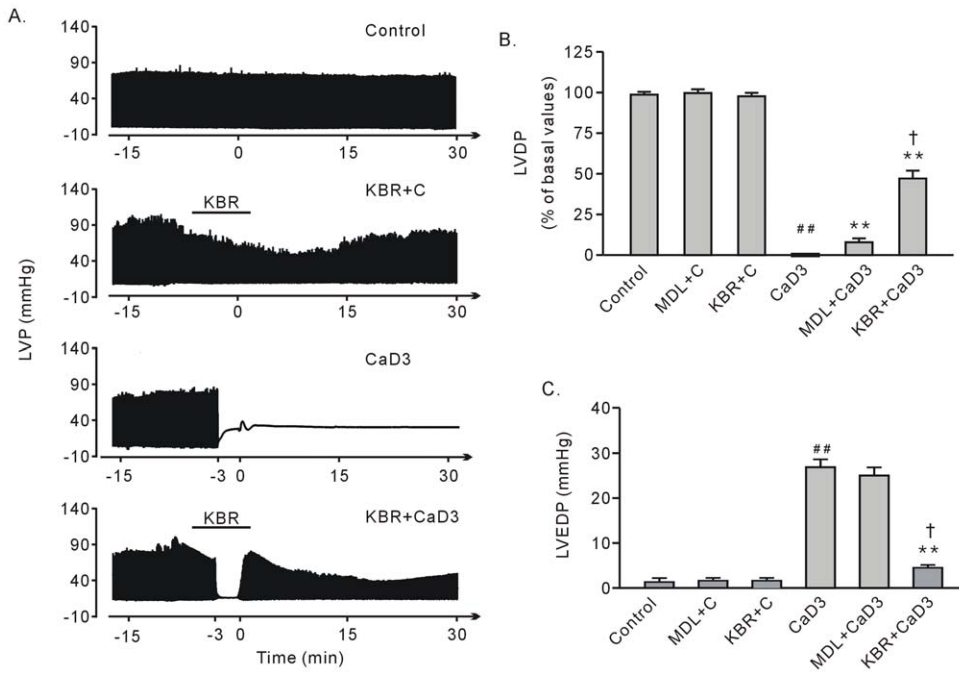 A.
LVP (mmHg)
Control
140
90
40
-10
-15 0 15 30
KBR+C
KBR
140
90
40
-10
-15 0 15 30
CaD3
140
90
40
-10
-15 -3 0 15 30
KBR+CaD3
KBR
140
90
40
-10
-15 -3 0 15 30
Time (min)
B.
LVDP
(% of basal values)
125
100
75
50
25
0
##
**
†
**
Control MDL+C KBR+C CaD3 MDL+CaD3 KBR+CaD3
C.
LVEDP (mmHg)
40
30
20
10
0
##
†
**
Control MDL+C KBR+C CaD3 MDL+CaD3 KBR+CaD3